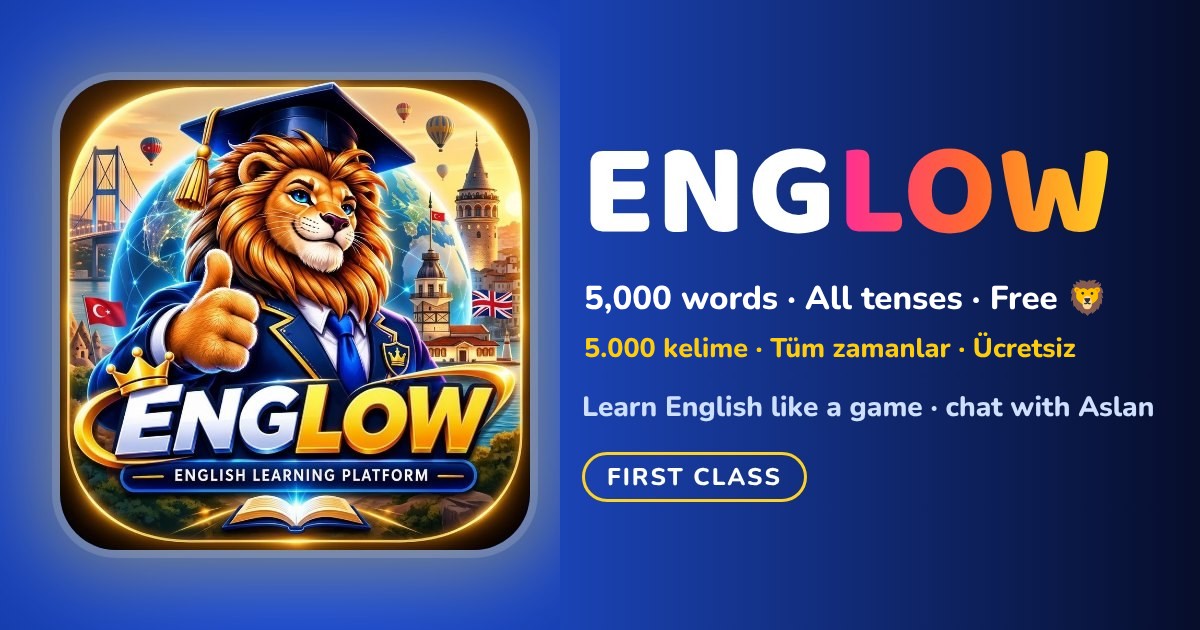 ENGLOW
ENGLISH LEARNING PLATFORM
ENGLOW
5,000 words · All tenses · Free 🦁
5.000 kelime · Tüm zamanlar · Ücretsiz
Learn English like a game · chat with Aslan
FIRST CLASS